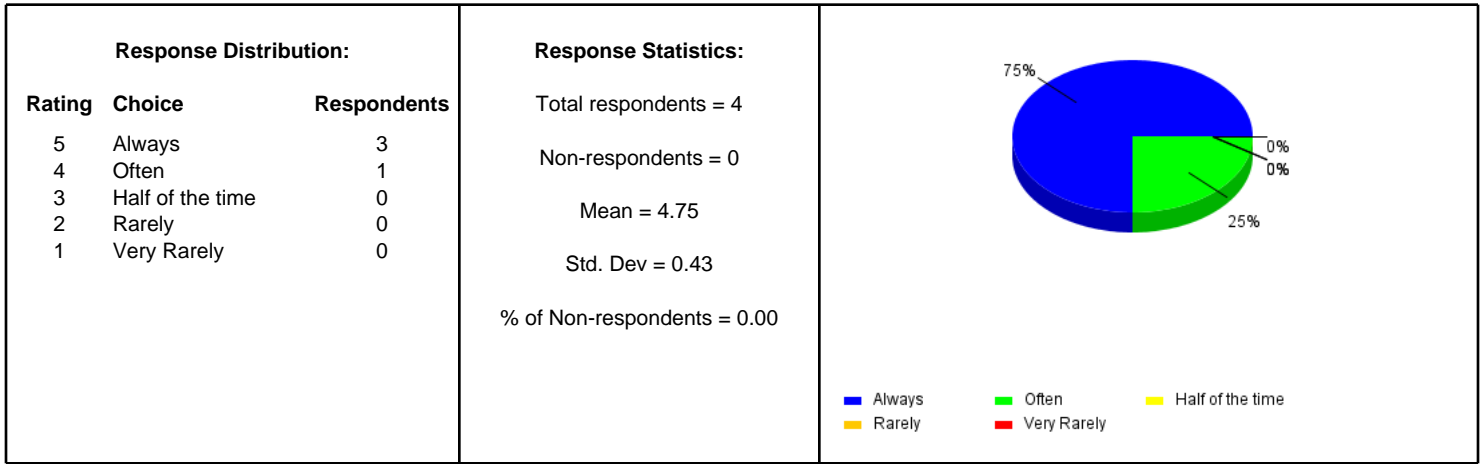 Response Distribution:
Rating Choice Respondents
5 Always 3
4 Often 1
3 Half of the time 0
2 Rarely 0
1 Very Rarely 0
Response Statistics:
Total respondents = 4
Non-respondents = 0
Mean = 4.75
Std. Dev = 0.43
% of Non-respondents = 0.00
75%
0%
0%
25%
Always Often Half of the time
Rarely Very Rarely